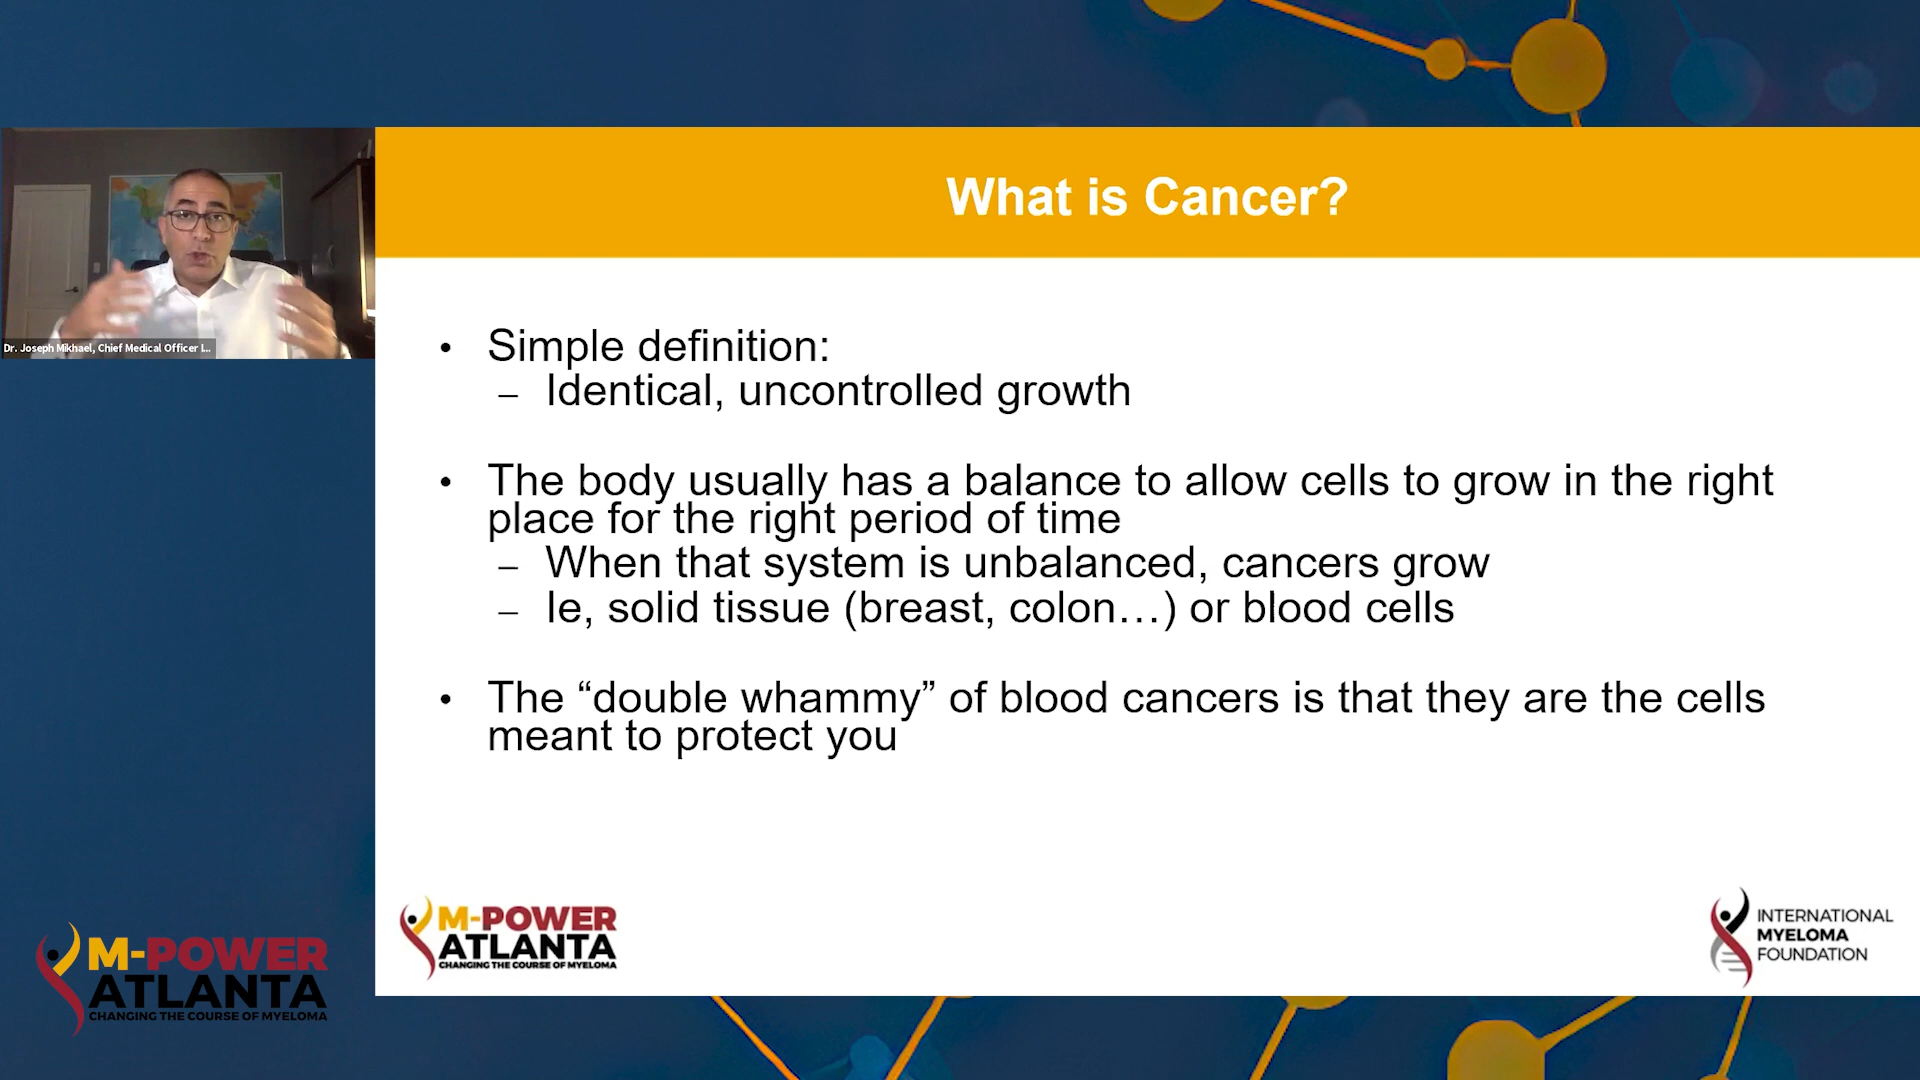 What is Cancer?
Dr. Joseph Mikhael, Chief Medical Officer I...
• Simple definition:
– Identical, uncontrolled growth
• The body usually has a balance to allow cells to grow in the right
place for the right period of time
– When that system is unbalanced, cancers grow
– Ie, solid tissue (breast, colon…) or blood cells
• The “double whammy” of blood cancers is that they are the cells
meant to protect you
M-POWER
ATLANTA
CHANGING THE COURSE OF MYELOMA
INTERNATIONAL
MYELOMA
FOUNDATION
M-POWER
ATLANTA
CHANGING THE COURSE OF MYELOMA